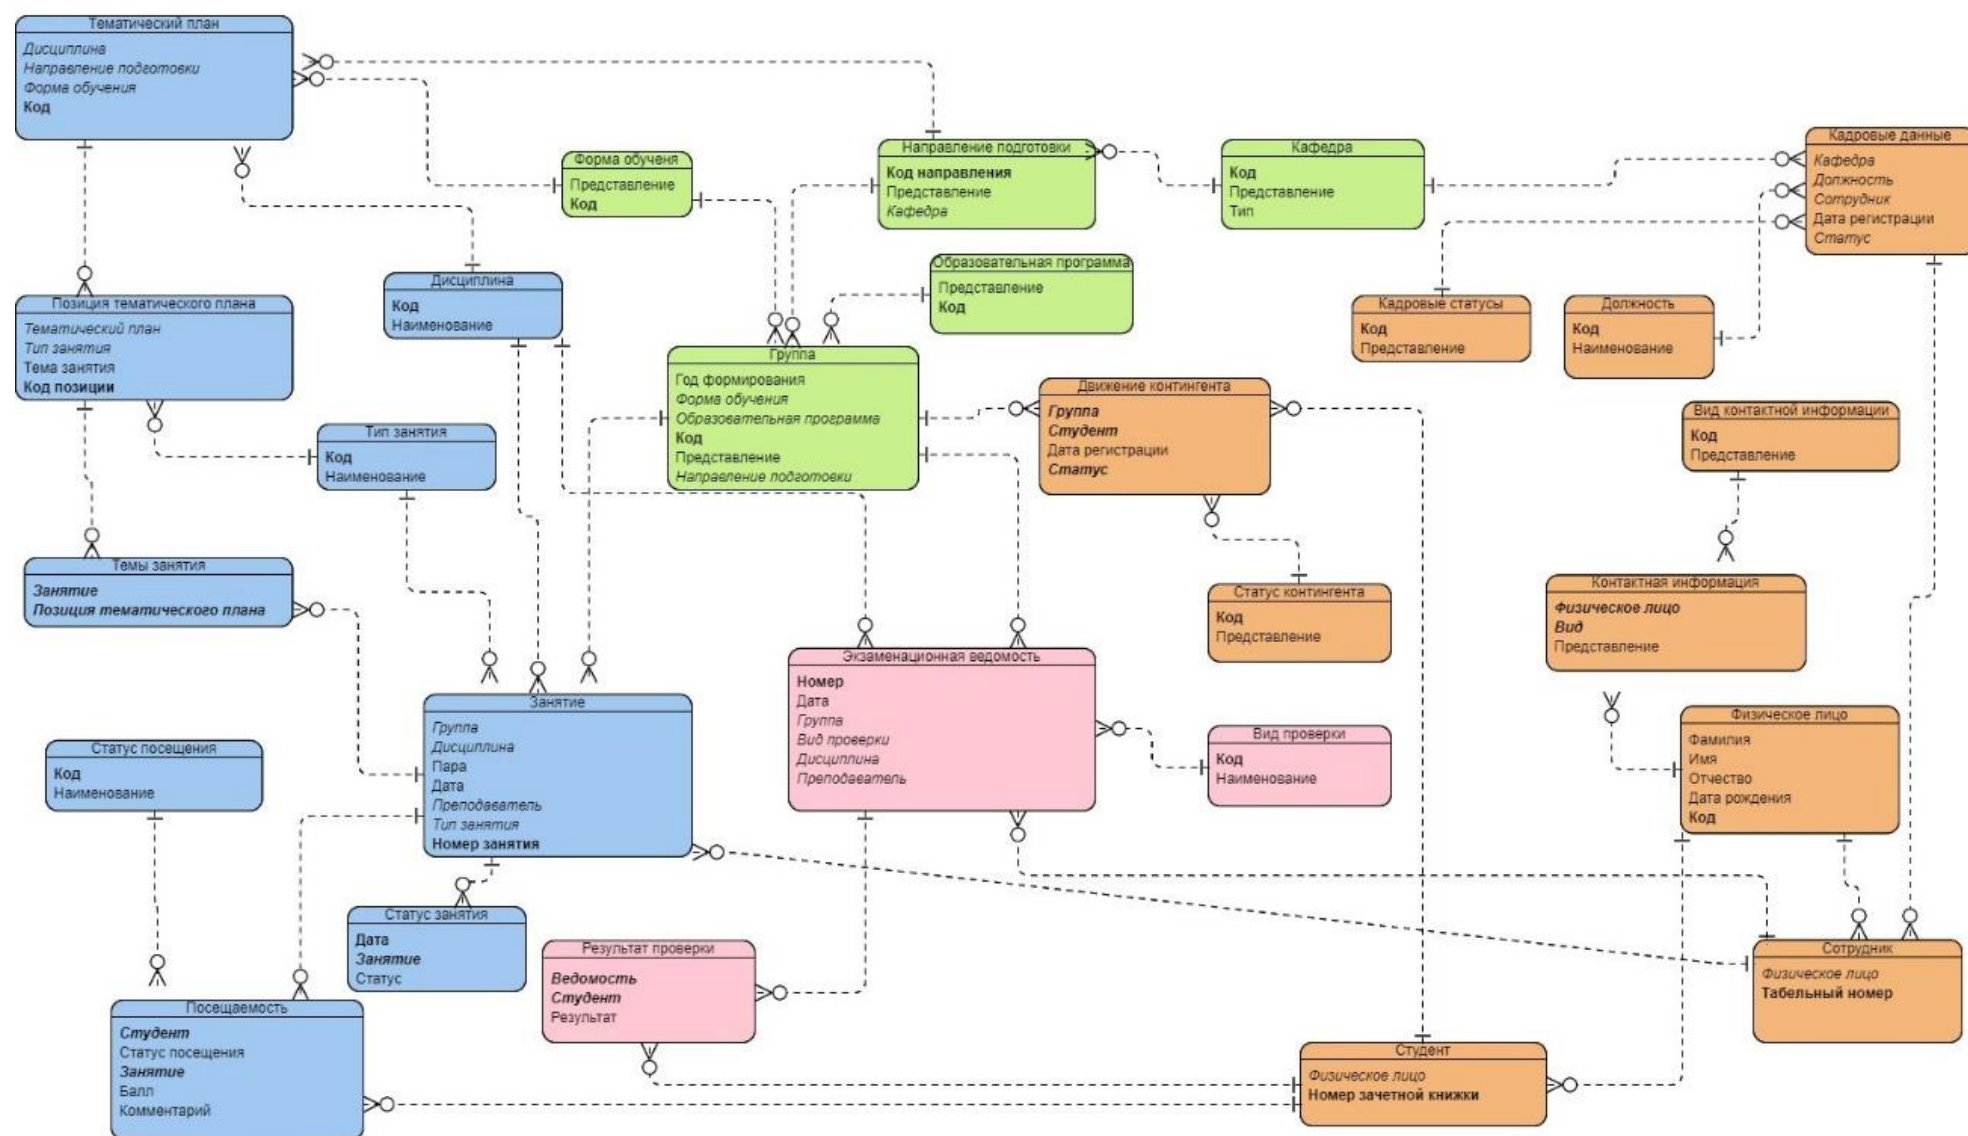 Тематический план
Дисциплина
Направление подготовки
Форма обучения
Код
Форма обученя
Представление
Код
Направление подготовки
Код направления
Представление
Кафедра
Кафедра
Код
Представление
Тип
Кадровые данные
Кафедра
Должность
Сотрудник
Дата регистрации
Статус
Позиция тематического плана
Тематический план
Тип занятия
Тема занятия
Код позиции
Дисциплина
Код
Наименование
Образовательная программа
Представление
Код
Кадровые статусы
Код
Представление
Должность
Код
Наименование
Группа
Год формирования
Форма обучения
Образовательная программа
Код
Представление
Направление подготовки
Движение контингента
Группа
Студент
Дата регистрации
Статус
Вид контактной информации
Код
Представление
Тип занятия
Код
Наименование
Темы занятия
Занятие
Позиция тематического плана
Статус контингента
Код
Представление
Контактная информация
Физическое лицо
Вид
Представление
Экзаменационная ведомость
Номер
Дата
Группа
Вид проверки
Дисциплина
Преподаватель
Занятие
Группа
Дисциплина
Пара
Дата
Преподаватель
Тип занятия
Номер занятия
Статус посещения
Код
Наименование
Вид проверки
Код
Наименование
Физическое лицо
Фамилия
Имя
Отчество
Дата рождения
Код
Статус занятия
Дата
Занятие
Статус
Результат проверки
Ведомость
Студент
Результат
Сотрудник
Физическое лицо
Табельный номер
Посещаемость
Студент
Статус посещения
Занятие
Балл
Комментарий
Студент
Физическое лицо
Номер зачетной книжки